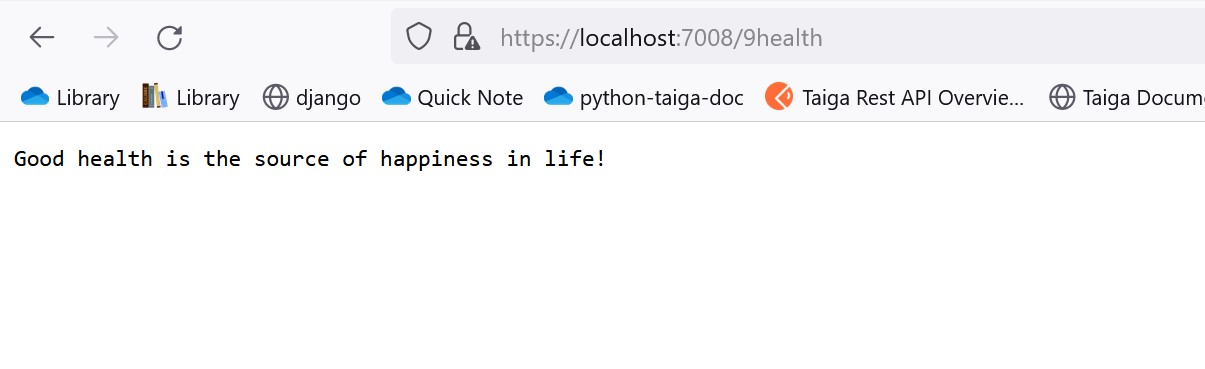 https://localhost:7008/9health
Library Library django Quick Note python-taiga-doc Taiga Rest API Overvie... Taiga Docum
Good health is the source of happiness in life!